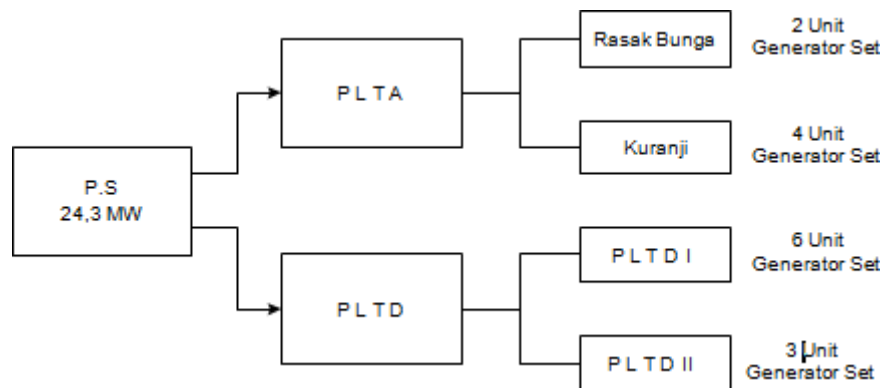 P.S
24,3 MW
P L T A
P L T D
Rasak Bunga
2 Unit
Generator Set
Kuranji
4 Unit
Generator Set
P L T D I
6 Unit
Generator Set
P L T D II
3 Unit
Generator Set